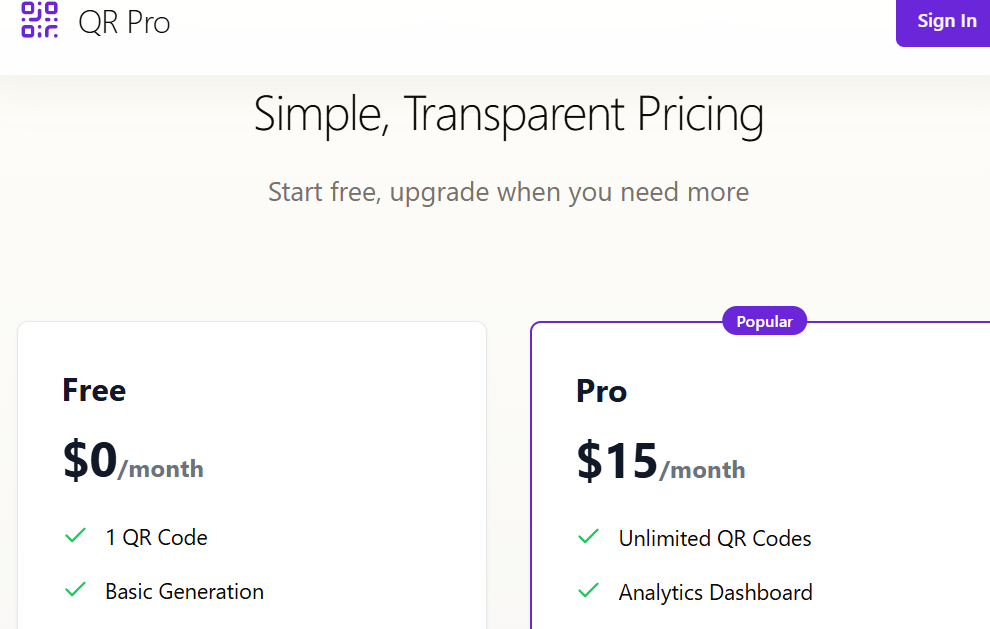 QR Pro
Sign In
Simple, Transparent Pricing
Start free, upgrade when you need more
Free
$0/month
1 QR Code
Basic Generation
Popular
Pro
$15/month
Unlimited QR Codes
Analytics Dashboard